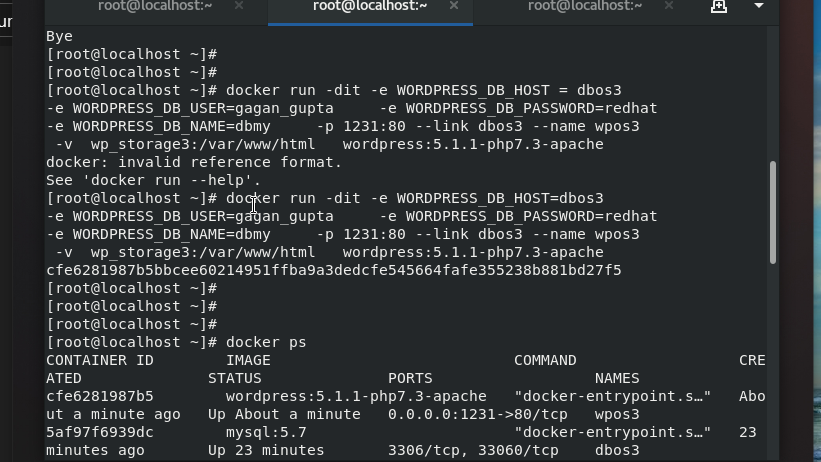 root@localhost:~ × root@localhost:~ × root@localhost:~ ×
Bye
[root@localhost ~]#
[root@localhost ~]#
[root@localhost ~]# docker run -dit -e WORDPRESS_DB_HOST = dbos3
-e WORDPRESS_DB_USER=gagan_gupta     -e WORDPRESS_DB_PASSWORD=redhat
-e WORDPRESS_DB_NAME=dbmy     -p 1231:80 --link dbos3 --name wpos3
 -v  wp_storage3:/var/www/html   wordpress:5.1.1-php7.3-apache
docker: invalid reference format.
See 'docker run --help'.
[root@localhost ~]# docker run -dit -e WORDPRESS_DB_HOST=dbos3
-e WORDPRESS_DB_USER=gagan_gupta     -e WORDPRESS_DB_PASSWORD=redhat
-e WORDPRESS_DB_NAME=dbmy     -p 1231:80 --link dbos3 --name wpos3
 -v  wp_storage3:/var/www/html   wordpress:5.1.1-php7.3-apache
cfe6281987b5bbcee60214951ffba9a3dedcfe545664fafe355238b881bd27f5
[root@localhost ~]#
[root@localhost ~]#
[root@localhost ~]#
[root@localhost ~]# docker ps
CONTAINER ID        IMAGE                           COMMAND                  CRE
ATED              STATUS              PORTS                  NAMES
cfe6281987b5        wordpress:5.1.1-php7.3-apache   "docker-entrypoint.s…"   Abo
ut a minute ago   Up About a minute   0.0.0.0:1231->80/tcp   wpos3
5af97f6939dc        mysql:5.7                       "docker-entrypoint.s…"   23
minutes ago       Up 23 minutes       3306/tcp, 33060/tcp    dbos3